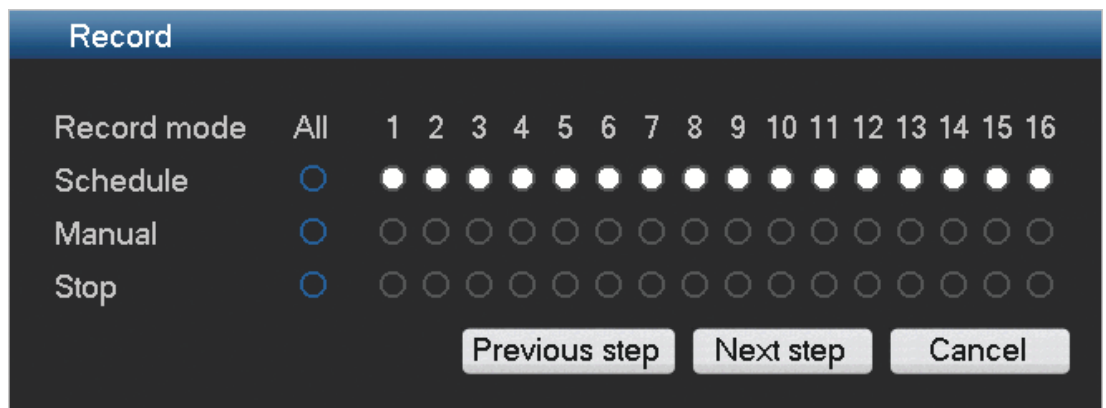 Record
Record mode All 1 2 3 4 5 6 7 8 9 10 11 12 13 14 15 16
Schedule
Manual
Stop
Previous step Next step Cancel